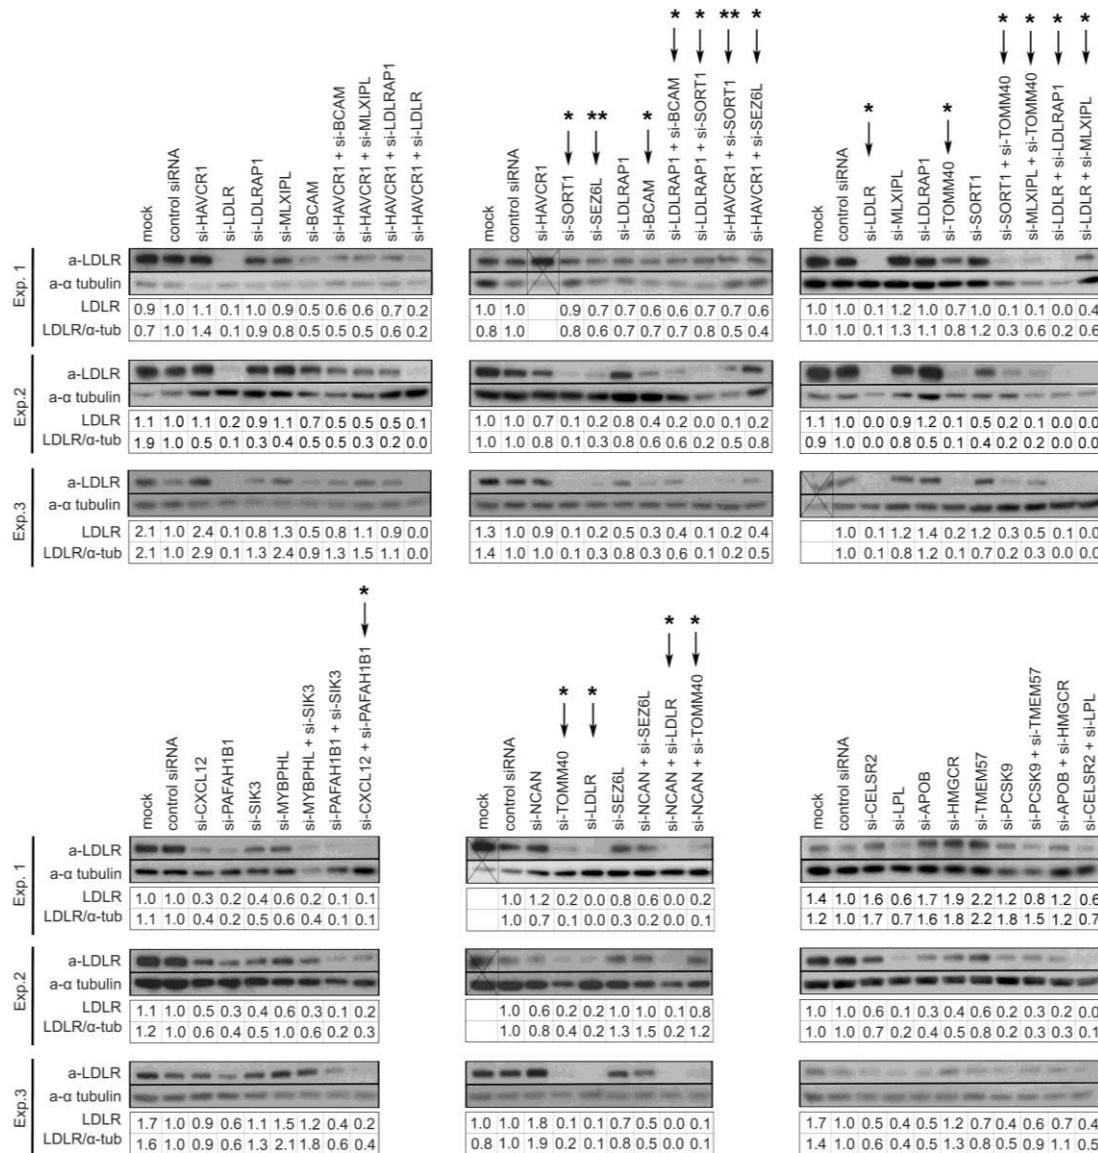 mock
control siRNA
si-HAVCR1
si-LDLR
si-LDLRAP1
si-MLXIPL
si-BCAM
si-HAVCR1 + si-BCAM
si-HAVCR1 + si-MLXIPL
si-HAVCR1 + si-LDLRAP1
si-HAVCR1 + si-LDLR
mock
control siRNA
si-HAVCR1
* si-SORT1
** si-SEZ6L
si-LDLRAP1
* si-BCAM
* si-LDLRAP1 + si-BCAM
* si-LDLRAP1 + si-SORT1
** si-HAVCR1 + si-SORT1
* si-HAVCR1 + si-SEZ6L
mock
control siRNA
* si-LDLR
si-MLXIPL
si-LDLRAP1
* si-TOMM40
si-SORT1
* si-SORT1 + si-TOMM40
* si-MLXIPL + si-TOMM40
* si-LDLR + si-LDLRAP1
* si-LDLR + si-MLXIPL
Exp. 1
a-LDLR
a-α tubulin
LDLR 0.9 1.0 1.1 0.1 1.0 0.9 0.5 0.6 0.6 0.7 0.2 1.0 1.0 0.9 0.7 0.7 0.7 0.6 0.6 0.7 0.7 0.6 1.0 1.0 0.1 1.2 1.0 0.7 1.0 0.1 0.1 0.0 0.4
LDLR/α-tub 0.7 1.0 1.4 0.1 0.9 0.8 0.5 0.5 0.5 0.6 0.2 0.8 1.0 0.8 0.6 0.6 0.7 0.7 0.7 0.8 0.5 0.4 1.0 1.0 0.1 1.3 1.1 0.8 1.2 0.3 0.6 0.2 0.6
Exp.2
a-LDLR
a-α tubulin
LDLR 1.1 1.0 1.1 0.2 0.9 1.1 0.7 0.5 0.5 0.5 0.1 1.0 1.0 0.7 0.1 0.2 0.8 0.4 0.2 0.0 0.1 0.2 1.1 1.0 0.0 0.9 1.2 0.1 0.5 0.2 0.1 0.0 0.0
LDLR/α-tub 1.9 1.0 0.5 0.1 0.3 0.4 0.5 0.5 0.3 0.2 0.0 1.0 1.0 0.8 0.1 0.3 0.8 0.6 0.6 0.2 0.5 0.8 0.9 1.0 0.0 0.8 0.5 0.1 0.4 0.2 0.2 0.0 0.0
Exp.3
a-LDLR
a-α tubulin
LDLR 2.1 1.0 2.4 0.1 0.8 1.3 0.5 0.8 1.1 0.9 0.0 1.3 1.0 0.9 0.1 0.2 0.5 0.3 0.4 0.1 0.2 0.4 1.0 0.1 1.2 1.4 0.2 1.2 0.3 0.5 0.1 0.0
LDLR/α-tub 2.1 1.0 2.9 0.1 1.3 2.4 0.9 1.3 1.5 1.1 0.0 1.4 1.0 1.0 0.1 0.3 0.8 0.3 0.6 0.1 0.2 0.5 1.0 0.1 0.8 1.2 0.1 0.7 0.2 0.3 0.0 0.0
mock
control siRNA
si-CXCL12
si-PAFAH1B1
si-SIK3
si-MYBPHL
si-MYBPHL + si-SIK3
si-PAFAH1B1 + si-SIK3
* si-CXCL12 + si-PAFAH1B1
mock
control siRNA
si-NCAN
* si-TOMM40
* si-LDLR
si-SEZ6L
si-NCAN + si-SEZ6L
* si-NCAN + si-LDLR
* si-NCAN + si-TOMM40
mock
control siRNA
si-CELSR2
si-LPL
si-APOB
si-HMGCR
si-TMEM57
si-PCSK9
si-PCSK9 + si-TMEM57
si-APOB + si-HMGCR
si-CELSR2 + si-LPL
Exp. 1
a-LDLR
a-α tubulin
LDLR 1.0 1.0 0.3 0.2 0.4 0.4 0.2 0.1 0.1 1.0 1.2 0.2 0.0 0.8 0.6 0.0 0.2 1.4 1.0 1.6 0.6 1.7 1.9 2.2 1.2 0.8 1.2 0.6
LDLR/α-tub 1.1 1.0 0.4 0.2 0.5 0.6 0.4 0.1 0.1 1.0 0.7 0.1 0.0 0.3 0.2 0.0 0.1 1.2 1.0 1.7 0.7 1.6 1.8 2.2 1.8 1.5 1.2 0.7
Exp.2
a-LDLR
a-α tubulin
LDLR 1.1 1.0 0.5 0.3 0.4 0.6 0.3 0.1 0.2 1.0 0.6 0.2 0.2 1.0 1.0 0.1 0.8 1.0 1.0 0.6 0.1 0.3 0.4 0.6 0.2 0.3 0.2 0.0
LDLR/α-tub 1.2 1.0 0.6 0.4 0.5 1.0 0.6 0.2 0.3 1.0 0.8 0.4 0.2 1.3 1.5 0.2 1.2 1.0 1.0 0.7 0.2 0.4 0.5 0.8 0.2 0.3 0.3 0.1
Exp.3
a-LDLR
a-α tubulin
LDLR 1.7 1.0 0.9 0.6 1.1 1.5 1.2 0.4 0.2 1.0 1.0 1.8 0.1 0.1 0.7 0.5 0.0 0.1 1.7 1.0 0.5 0.4 0.5 1.2 0.7 0.4 0.6 0.7 0.4
LDLR/α-tub 1.6 1.0 0.9 0.6 1.3 2.1 1.8 0.6 0.4 0.8 1.0 1.9 0.2 0.1 0.8 0.5 0.0 0.1 1.4 1.0 0.6 0.4 0.5 1.3 0.8 0.5 0.9 1.1 0.5